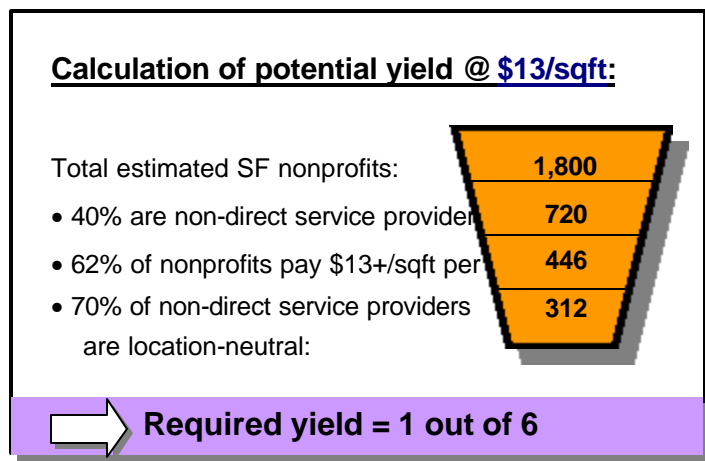 Calculation of potential yield @ $13/sqft:
Total estimated SF nonprofits: 1,800
• 40% are non-direct service provider 720
• 62% of nonprofits pay $13+/sqft per 446
• 70% of non-direct service providers 312
are location-neutral:
Required yield = 1 out of 6